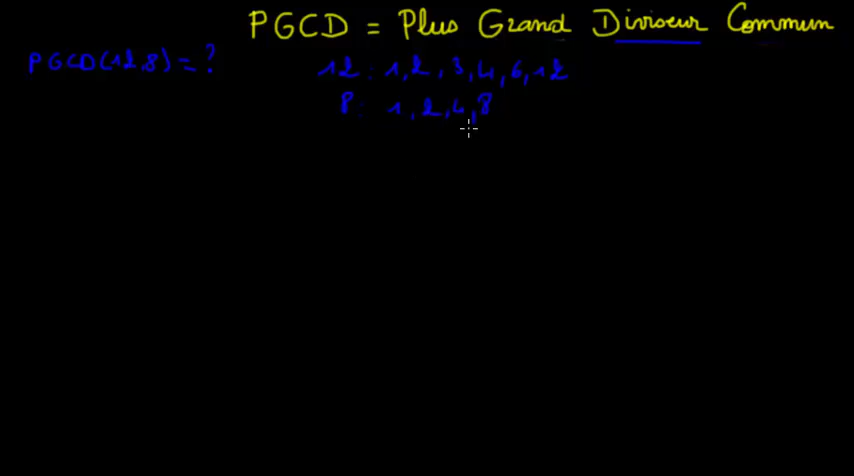 PGCD = Plus Grand Diviseur Commun
PGCD(12,8) = ?
12 : 1, 2, 3, 4, 6, 12
8 : 1, 2, 4, 8